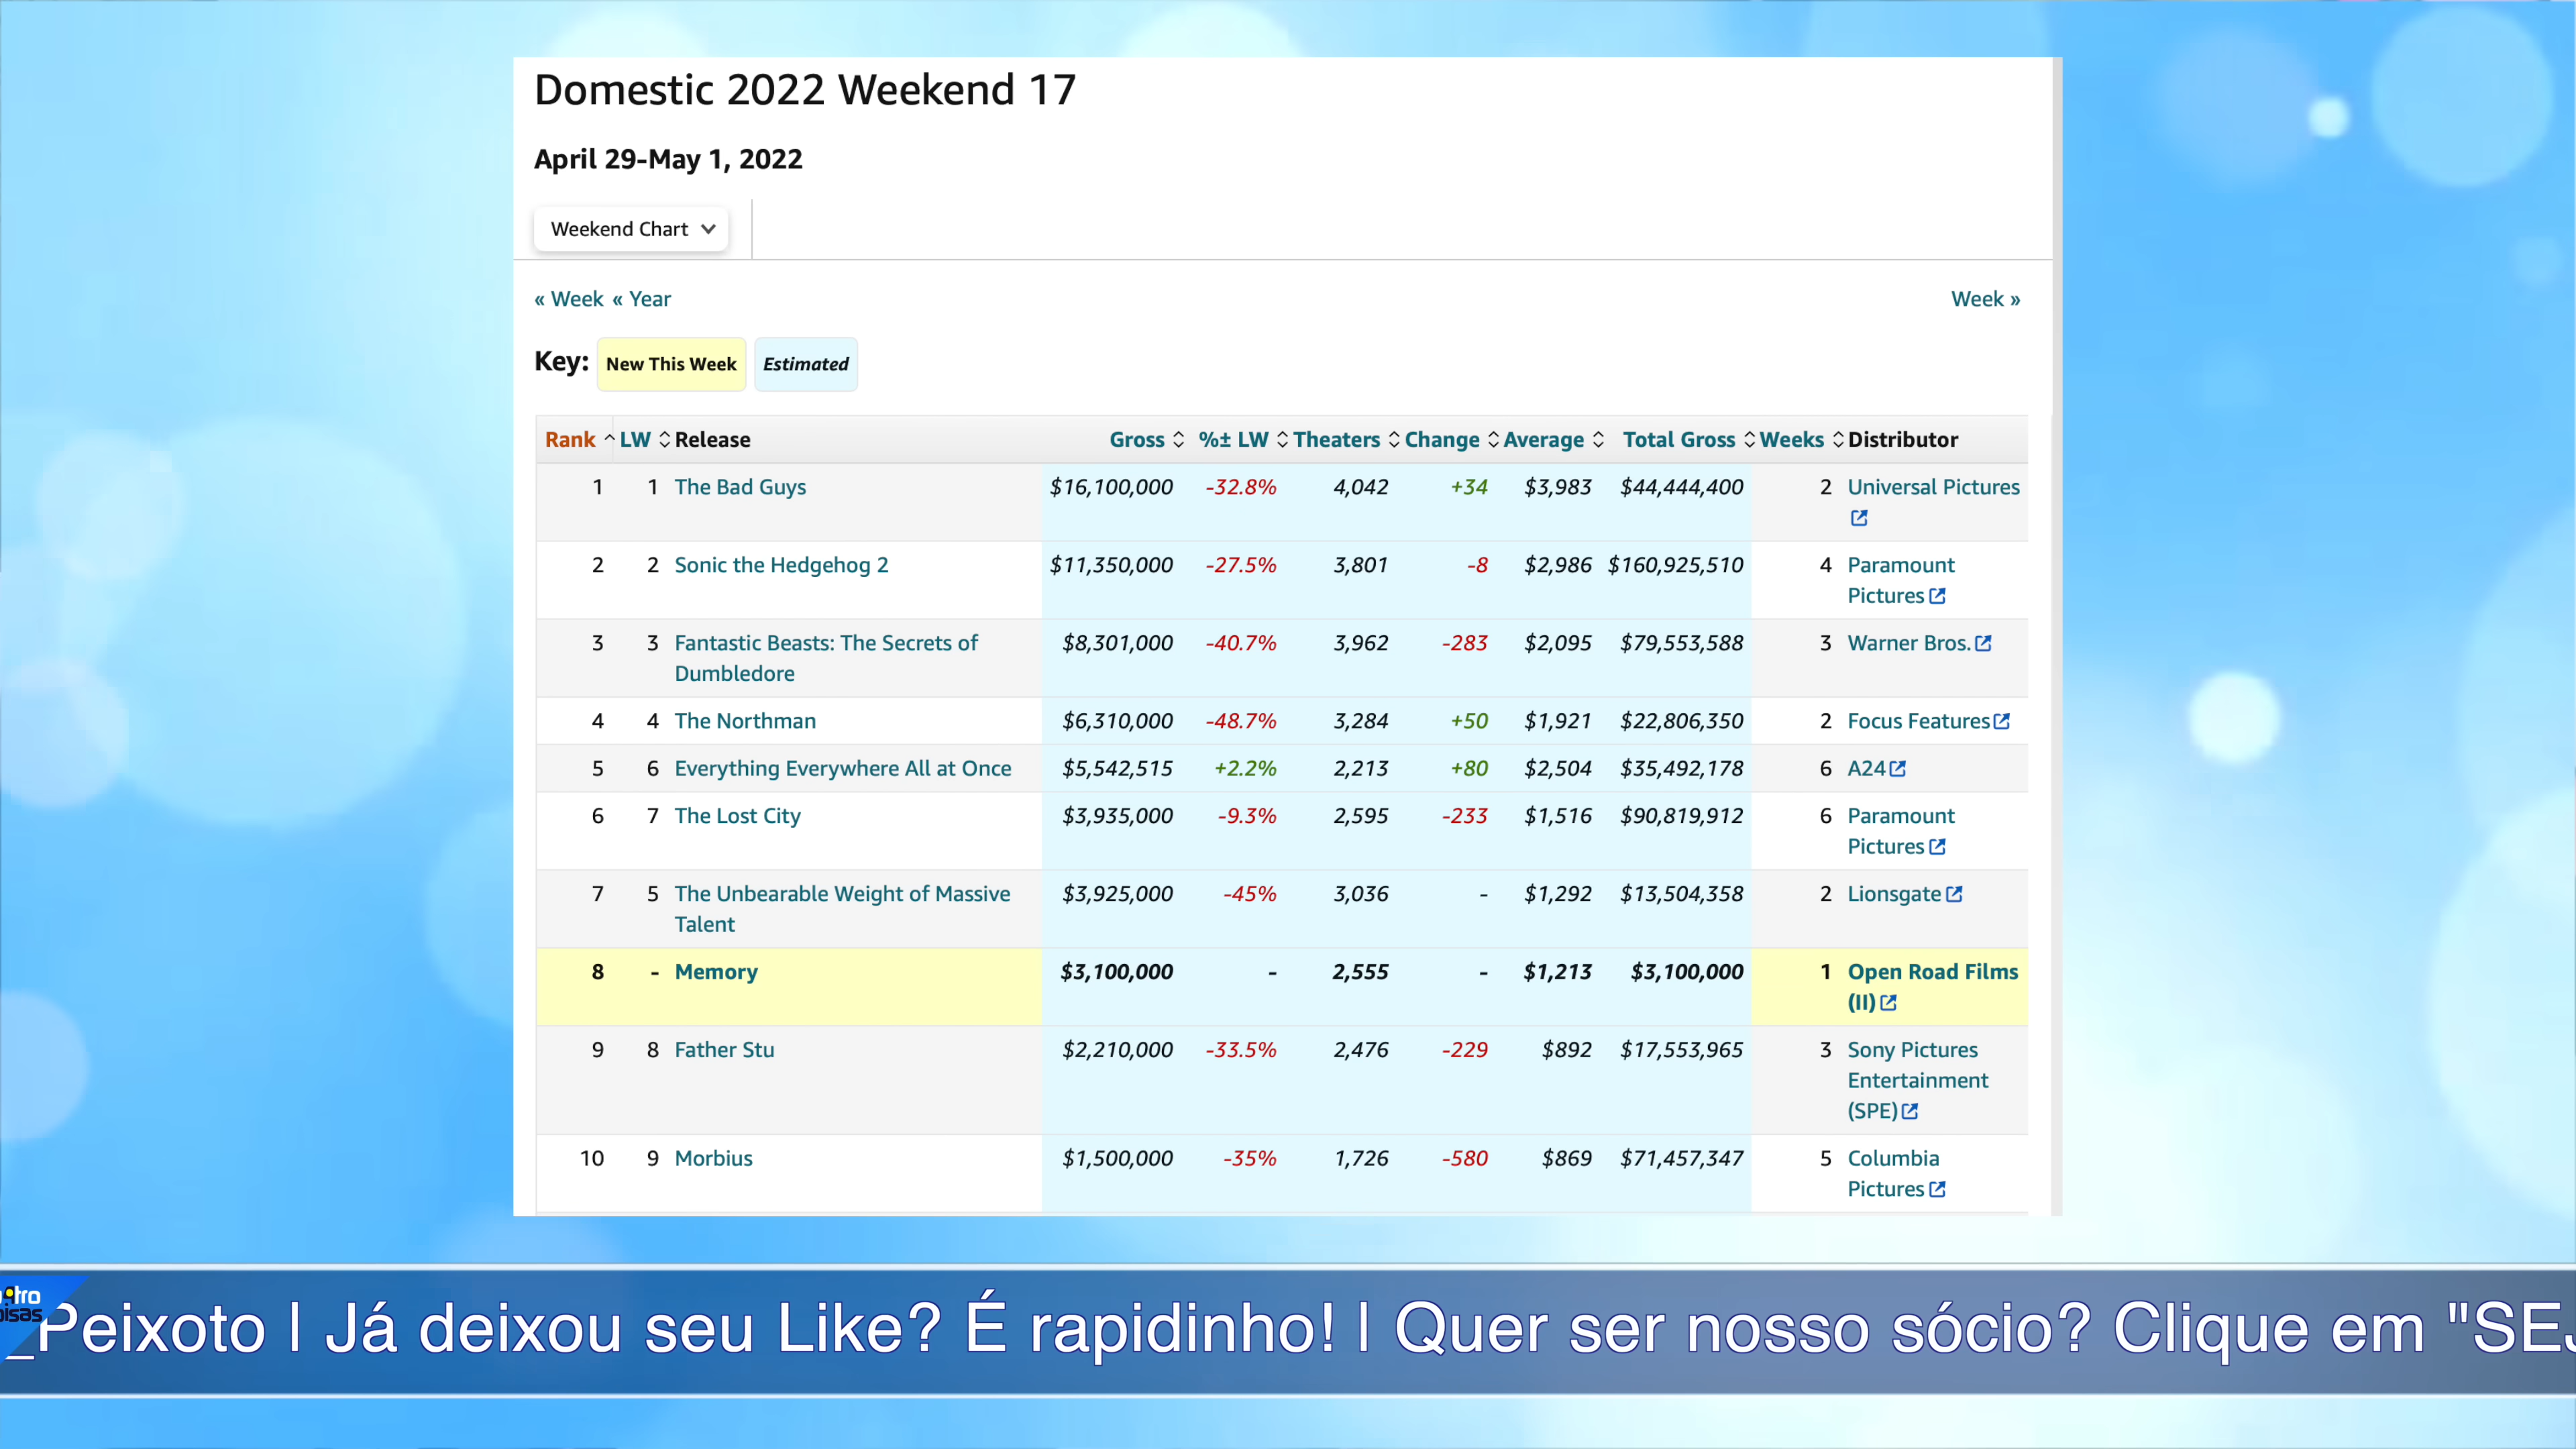 Domestic 2022 Weekend 17
April 29-May 1, 2022
Weekend Chart
« Week « Year Week »
Key: New This Week Estimated
Rank LW Release Gross %± LW Theaters Change Average Total Gross Weeks Distributor
1 1 The Bad Guys $16,100,000 -32.8% 4,042 +34 $3,983 $44,444,400 2 Universal Pictures
2 2 Sonic the Hedgehog 2 $11,350,000 -27.5% 3,801 -8 $2,986 $160,925,510 4 Paramount
Pictures
3 3 Fantastic Beasts: The Secrets of $8,301,000 -40.7% 3,962 -283 $2,095 $79,553,588 3 Warner Bros.
Dumbledore
4 4 The Northman $6,310,000 -48.7% 3,284 +50 $1,921 $22,806,350 2 Focus Features
5 6 Everything Everywhere All at Once $5,542,515 +2.2% 2,213 +80 $2,504 $35,492,178 6 A24
6 7 The Lost City $3,935,000 -9.3% 2,595 -233 $1,516 $90,819,912 6 Paramount
Pictures
7 5 The Unbearable Weight of Massive $3,925,000 -45% 3,036 - $1,292 $13,504,358 2 Lionsgate
Talent
8 - Memory $3,100,000 - 2,555 - $1,213 $3,100,000 1 Open Road Films
(II)
9 8 Father Stu $2,210,000 -33.5% 2,476 -229 $892 $17,553,965 3 Sony Pictures
Entertainment
(SPE)
10 9 Morbius $1,500,000 -35% 1,726 -580 $869 $71,457,347 5 Columbia
Pictures
_Peixoto | Já deixou seu Like? É rapidinho! | Quer ser nosso sócio? Clique em "SE